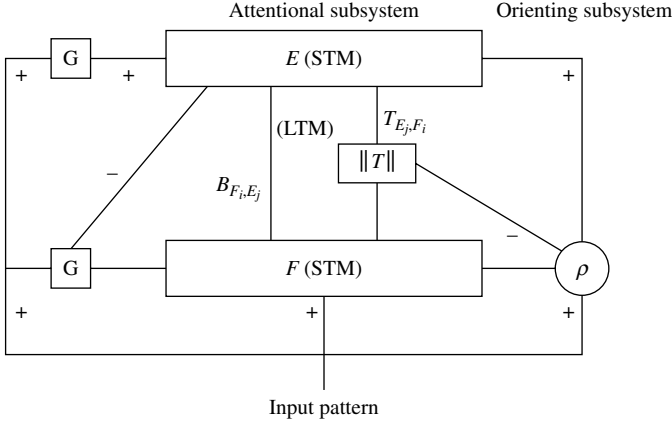 Attentional subsystem
Orienting subsystem
G
E (STM)
+
+
+
(LTM)
T_{E_j,F_i}
‖T‖
–
B_{F_i,E_j}
–
G
F (STM)
ρ
+
+
+
Input pattern